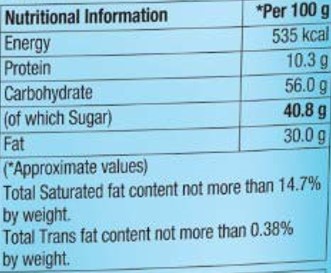 Nutritional Information *Per 100 g
Energy 535 kcal
Protein 10.3 g
Carbohydrate 56.0 g
(of which Sugar) 40.8 g
Fat 30.0 g
(*Approximate values)
Total Saturated fat content not more than 14.7%
by weight.
Total Trans fat content not more than 0.38%
by weight.